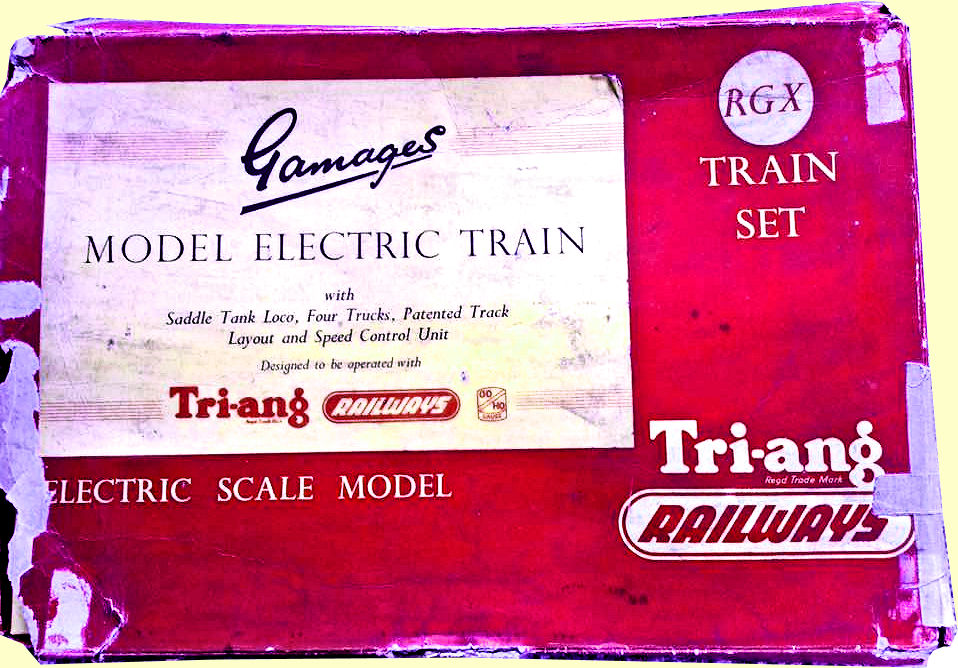 Gamages
MODEL ELECTRIC TRAIN
with
Saddle Tank Loco, Four Trucks, Patented Track
Layout and Speed Control Unit
Designed to be operated with
Tri-ang RAILWAYS OO HO
GAUGE
RGX
TRAIN
SET
ELECTRIC SCALE MODEL
Tri-ang
Regd Trade Mark
RAILWAYS